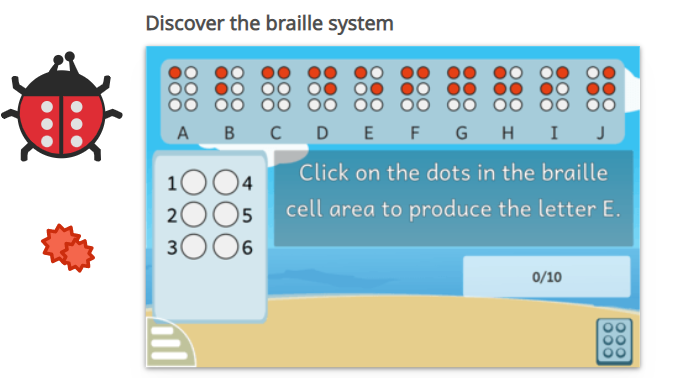 Discover the braille system
A B C D E F G H I J
1 4
2 5
3 6
Click on the dots in the braille
cell area to produce the letter E.
0/10